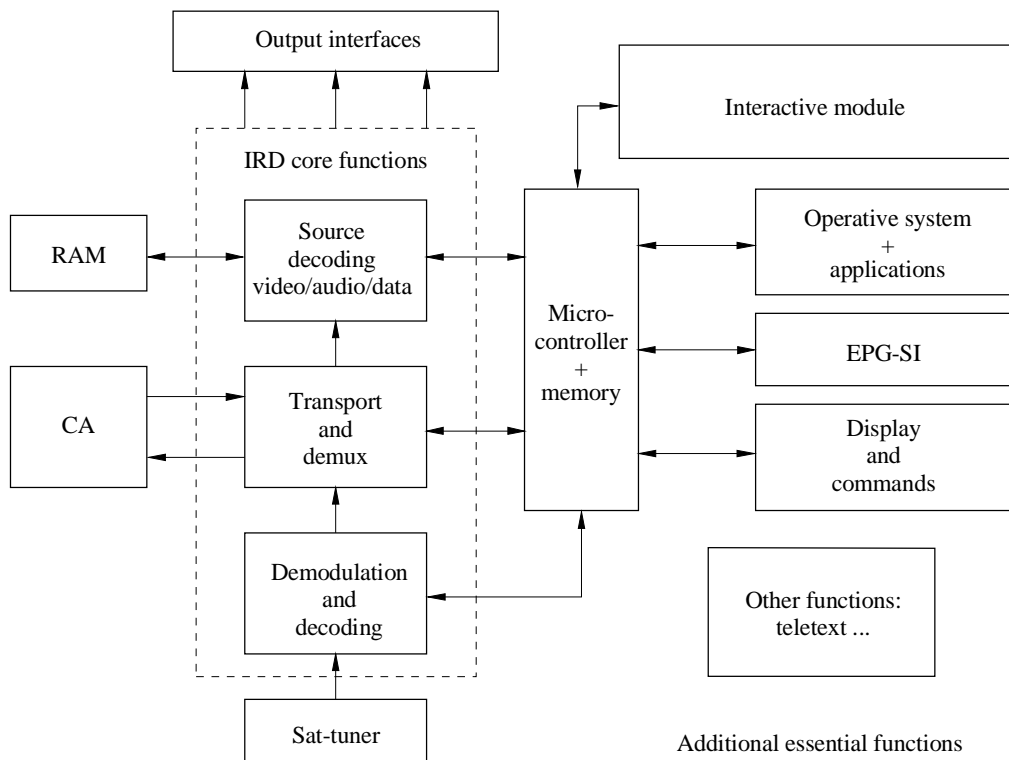 Output interfaces
Interactive module
IRD core functions
RAM
Source
decoding
video/audio/data
Operative system
+
applications
Micro-
controller
+
memory
EPG-SI
CA
Transport
and
demux
Display
and
commands
Demodulation
and
decoding
Other functions:
teletext ...
Sat-tuner
Additional essential functions